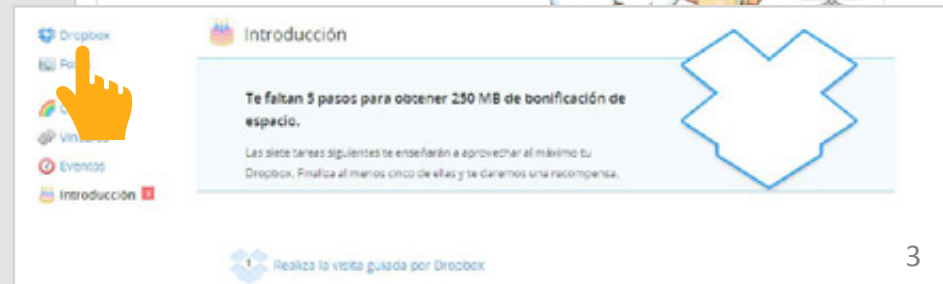 Dropbox
Introducción
Te faltan 5 pasos para obtener 250 MB de bonificación de
espacio.
Las siete tareas siguientes te enseñarán a aprovechar al máximo tu
Dropbox. Finaliza al menos cinco de ellas y te daremos una recompensa.
Eventos
Introducción
1 Realiza la visita guiada por Dropbox
3